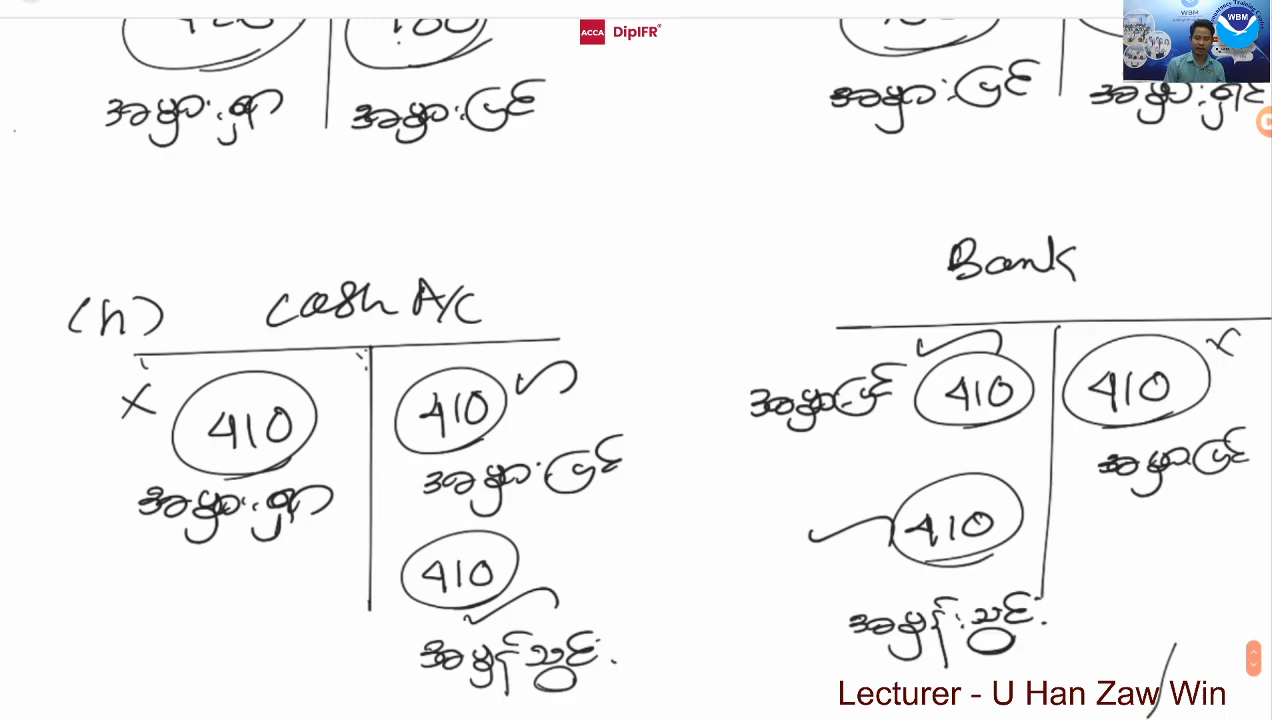 ACCA DipIFR
WBM
အမှားရှာ အမှားပြင်
အမှားပြင်
(h) Cash A/C
Bank
410 410
410 410
အမှားရှာ အမှားပြင်
အမှားပြင် အမှားပြင်
410
410
အမှန်သွင်း
အမှန်သွင်း
Lecturer - U Han Zaw Win